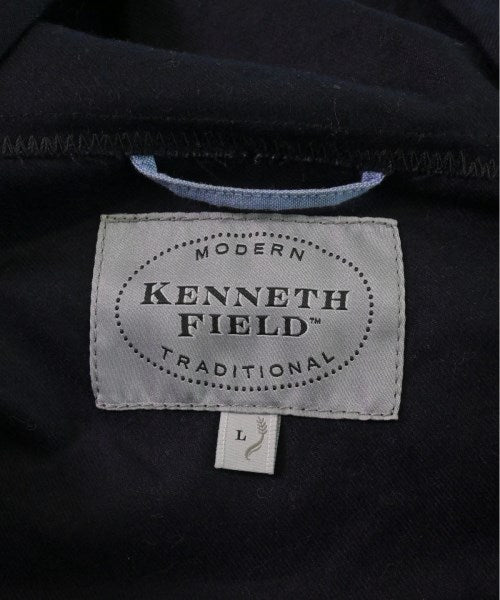 MODERN
KENNETH
FIELD™
TRADITIONAL
L